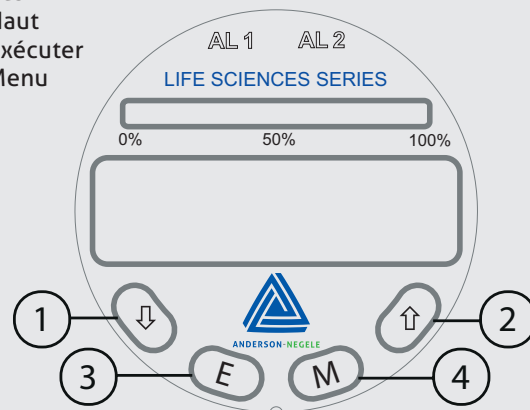 Haut
Exécuter
Menu
AL 1 AL 2
LIFE SCIENCES SERIES
0% 50% 100%
1
2
ANDERSON-NEGELE
3
E
M
4